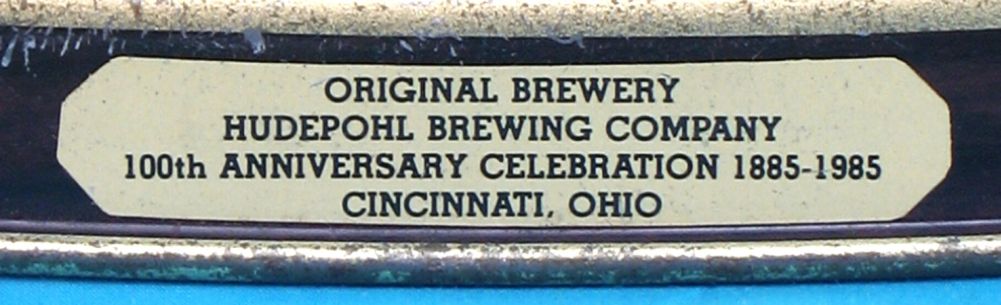 ORIGINAL BREWERY
HUDEPOHL BREWING COMPANY
100th ANNIVERSARY CELEBRATION 1885-1985
CINCINNATI, OHIO